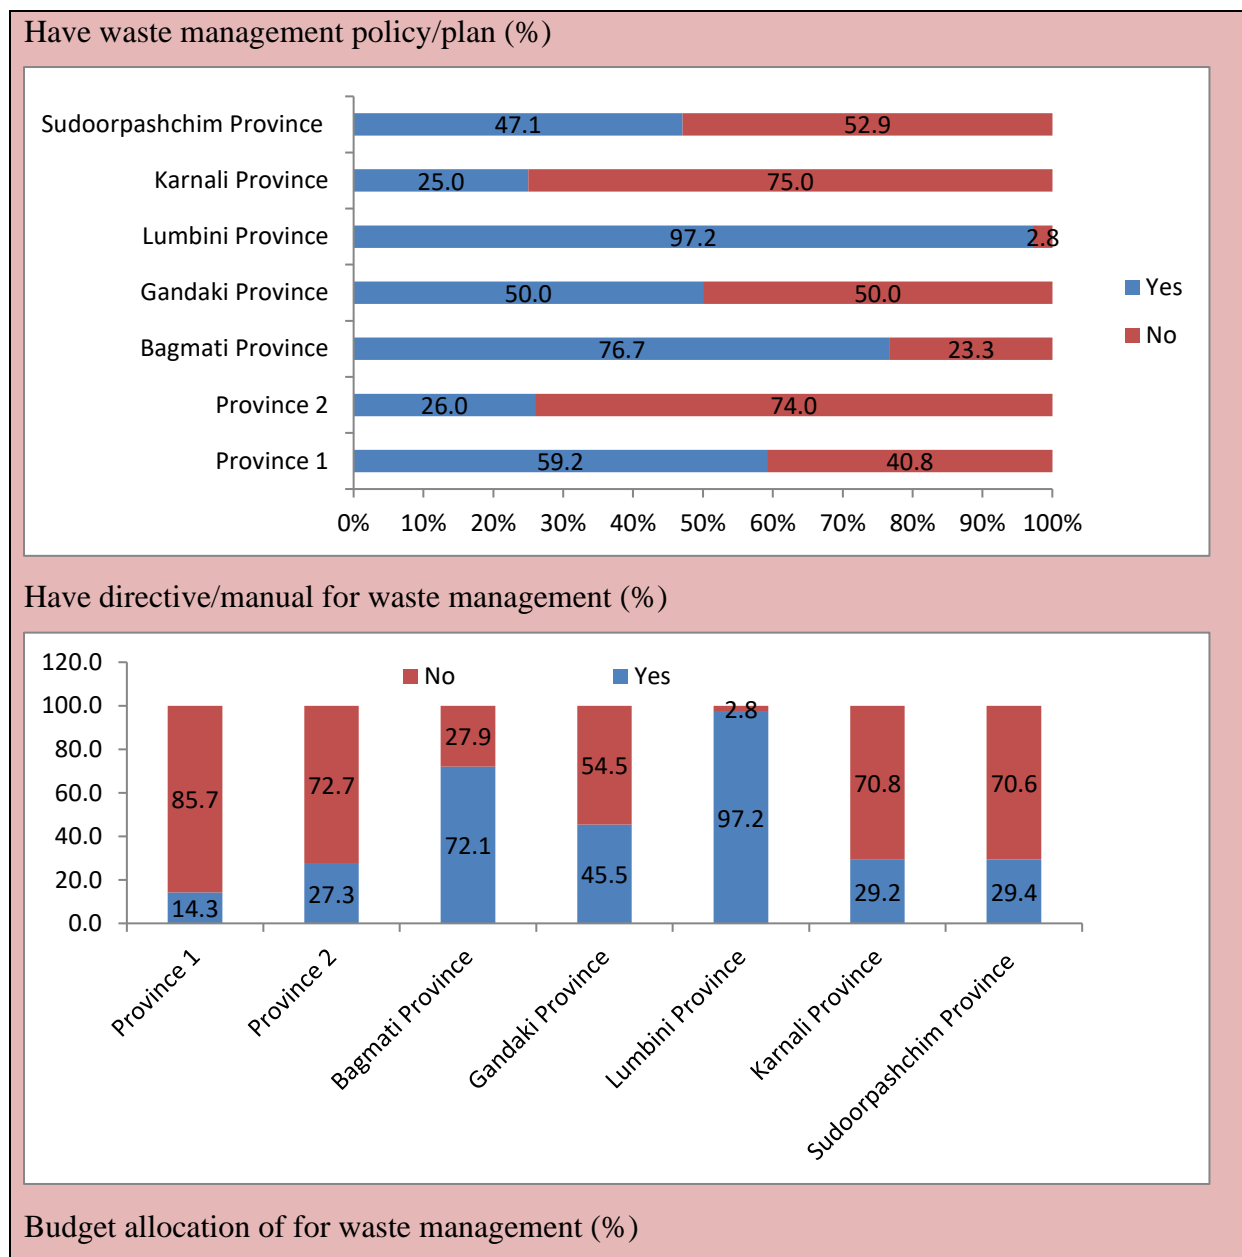 Have waste management policy/plan (%)
Sudoorpashchim Province 47.1 52.9
Karnali Province 25.0 75.0
Lumbini Province 97.2 2.8
Gandaki Province 50.0 50.0
Yes
Bagmati Province 76.7 23.3
No
Province 2 26.0 74.0
Province 1 59.2 40.8
0% 10% 20% 30% 40% 50% 60% 70% 80% 90% 100%
Have directive/manual for waste management (%)
No Yes
120.0
100.0
80.0
60.0
40.0
20.0
0.0
85.7 72.7 27.9 54.5 2.8 70.8 70.6
14.3 27.3 72.1 45.5 97.2 29.2 29.4
Province 1
Province 2
Bagmati Province
Gandaki Province
Lumbini Province
Karnali Province
Sudoorpashchim Province
Budget allocation of for waste management (%)